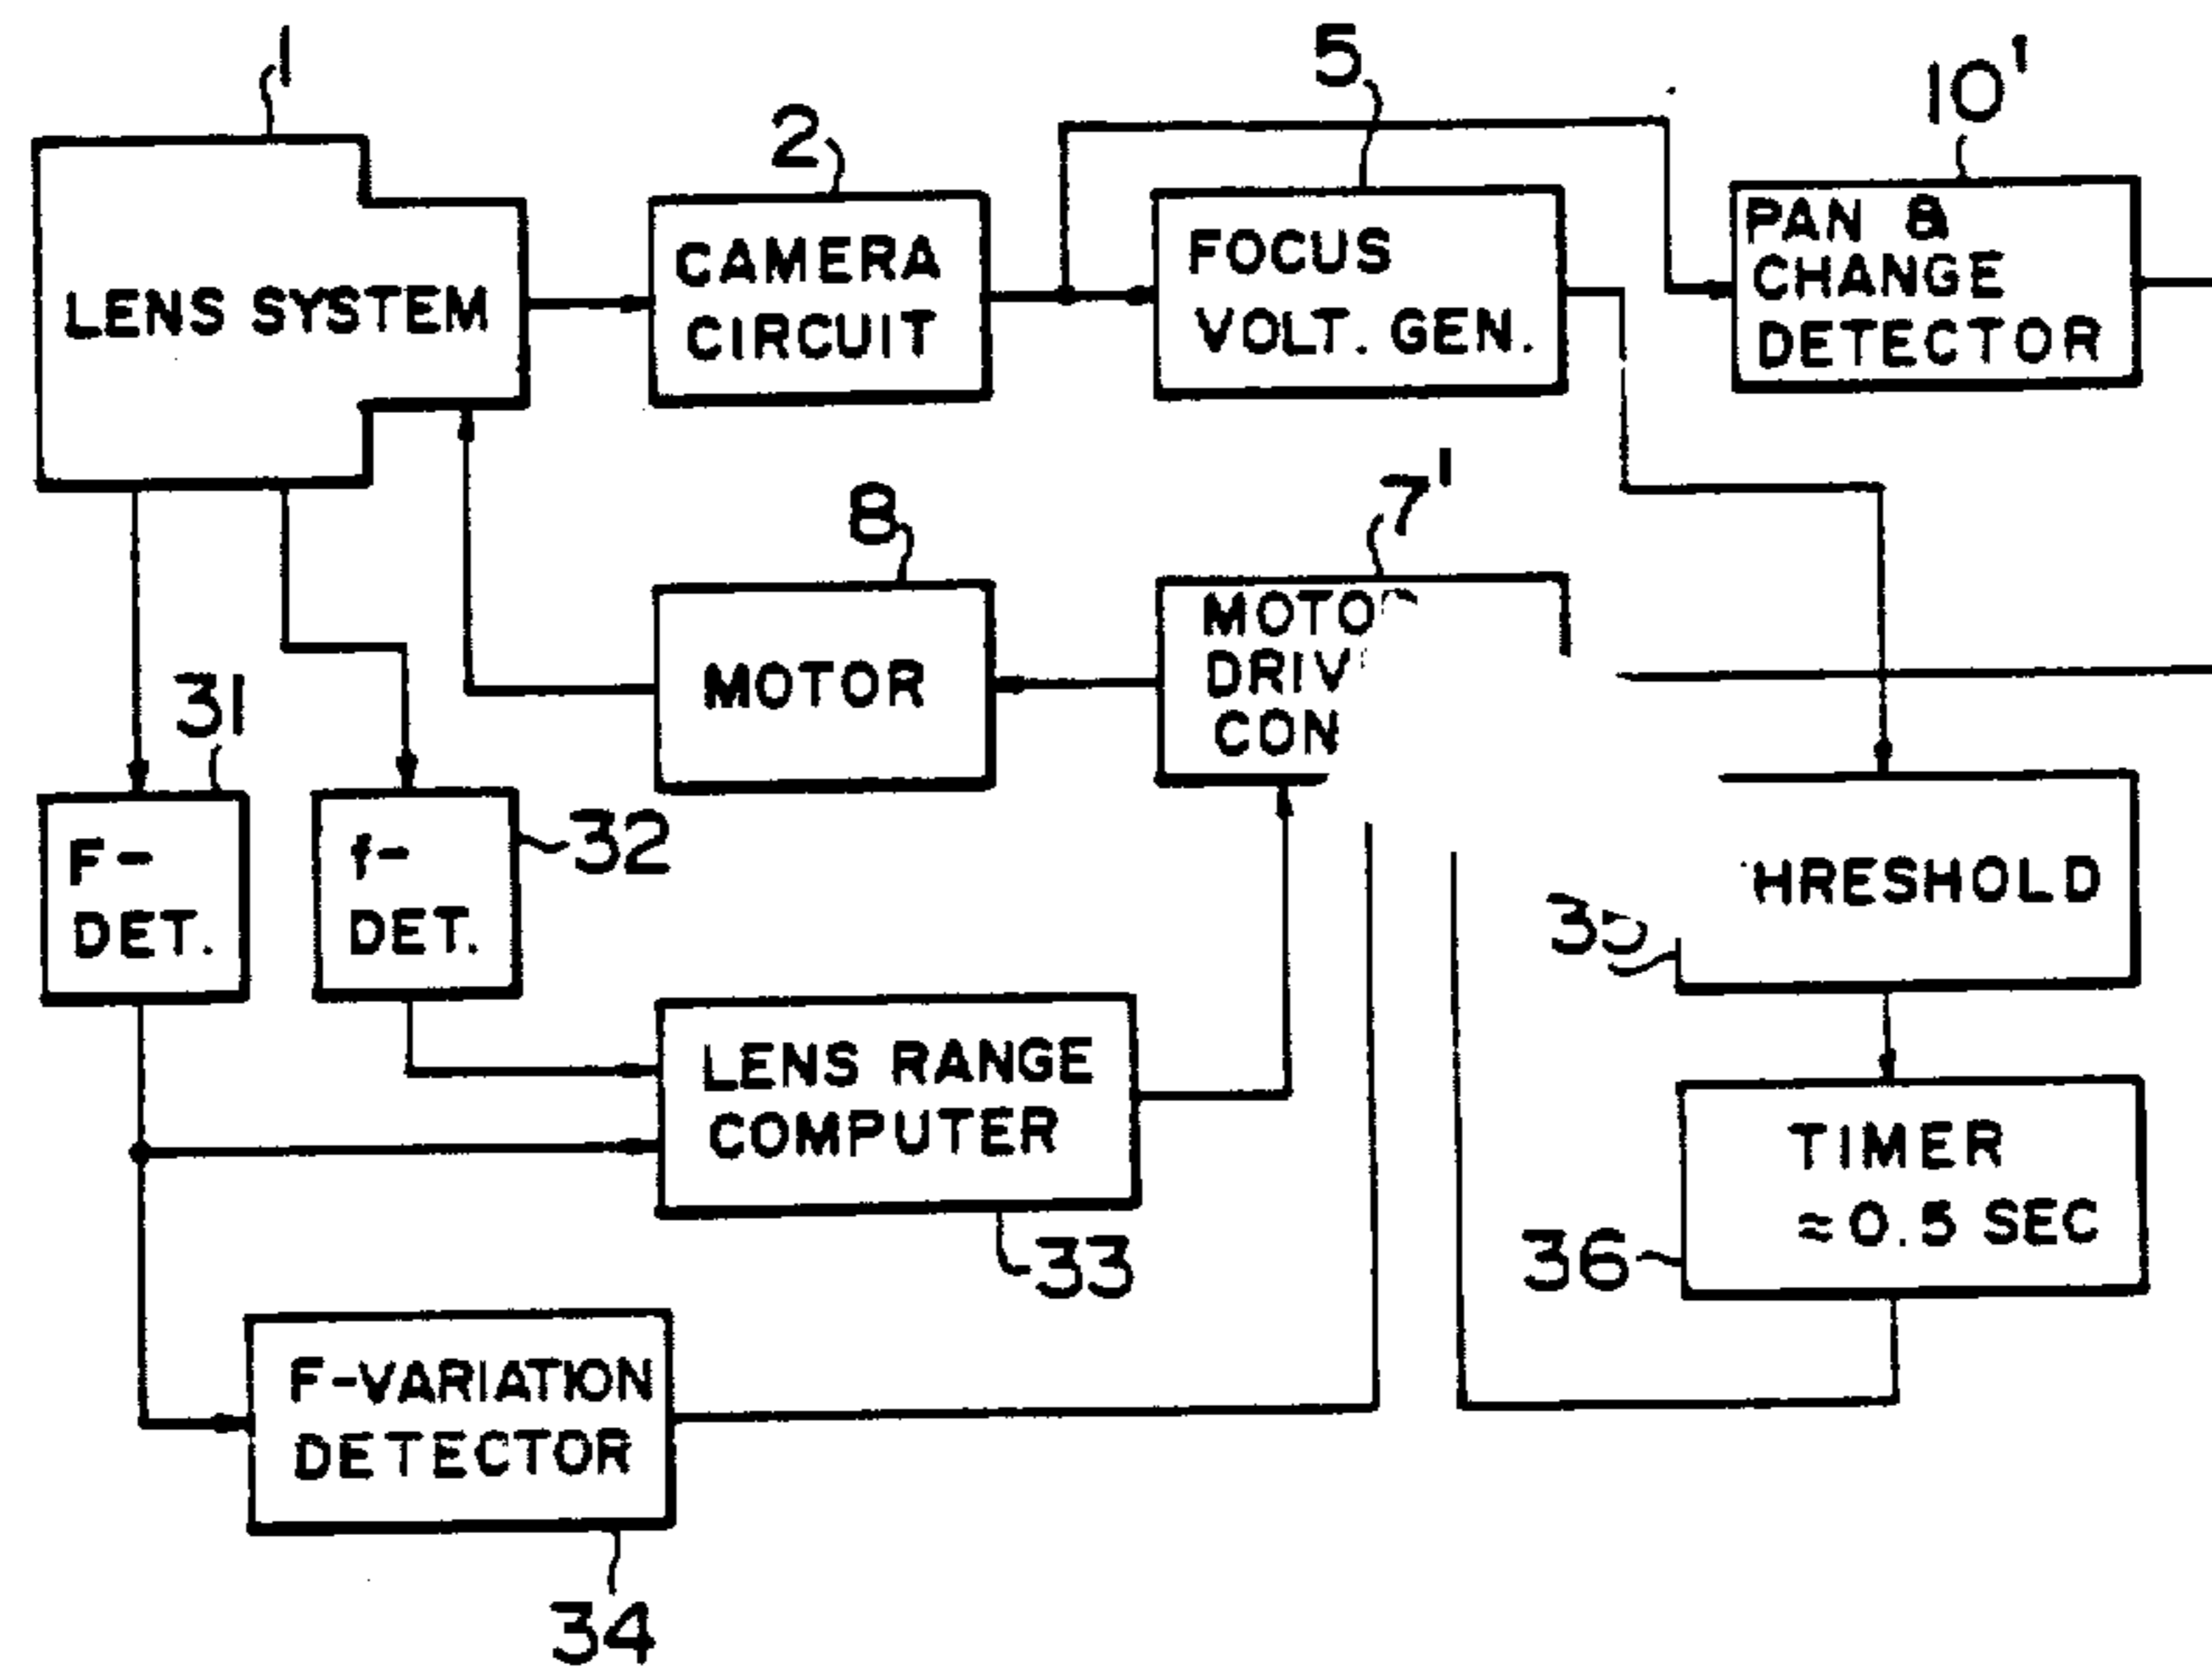 1
LENS SYSTEM
2
CAMERA
CIRCUIT
5
FOCUS
VOLT. GEN.
10'
PAN &
CHANGE
DETECTOR
8
MOTOR
7'
31
F-
DET.
32
f-
DET.
33
LENS RANGE
COMPUTER
34
F-VARIATION
DETECTOR
36
TIMER
≈0.5 SEC